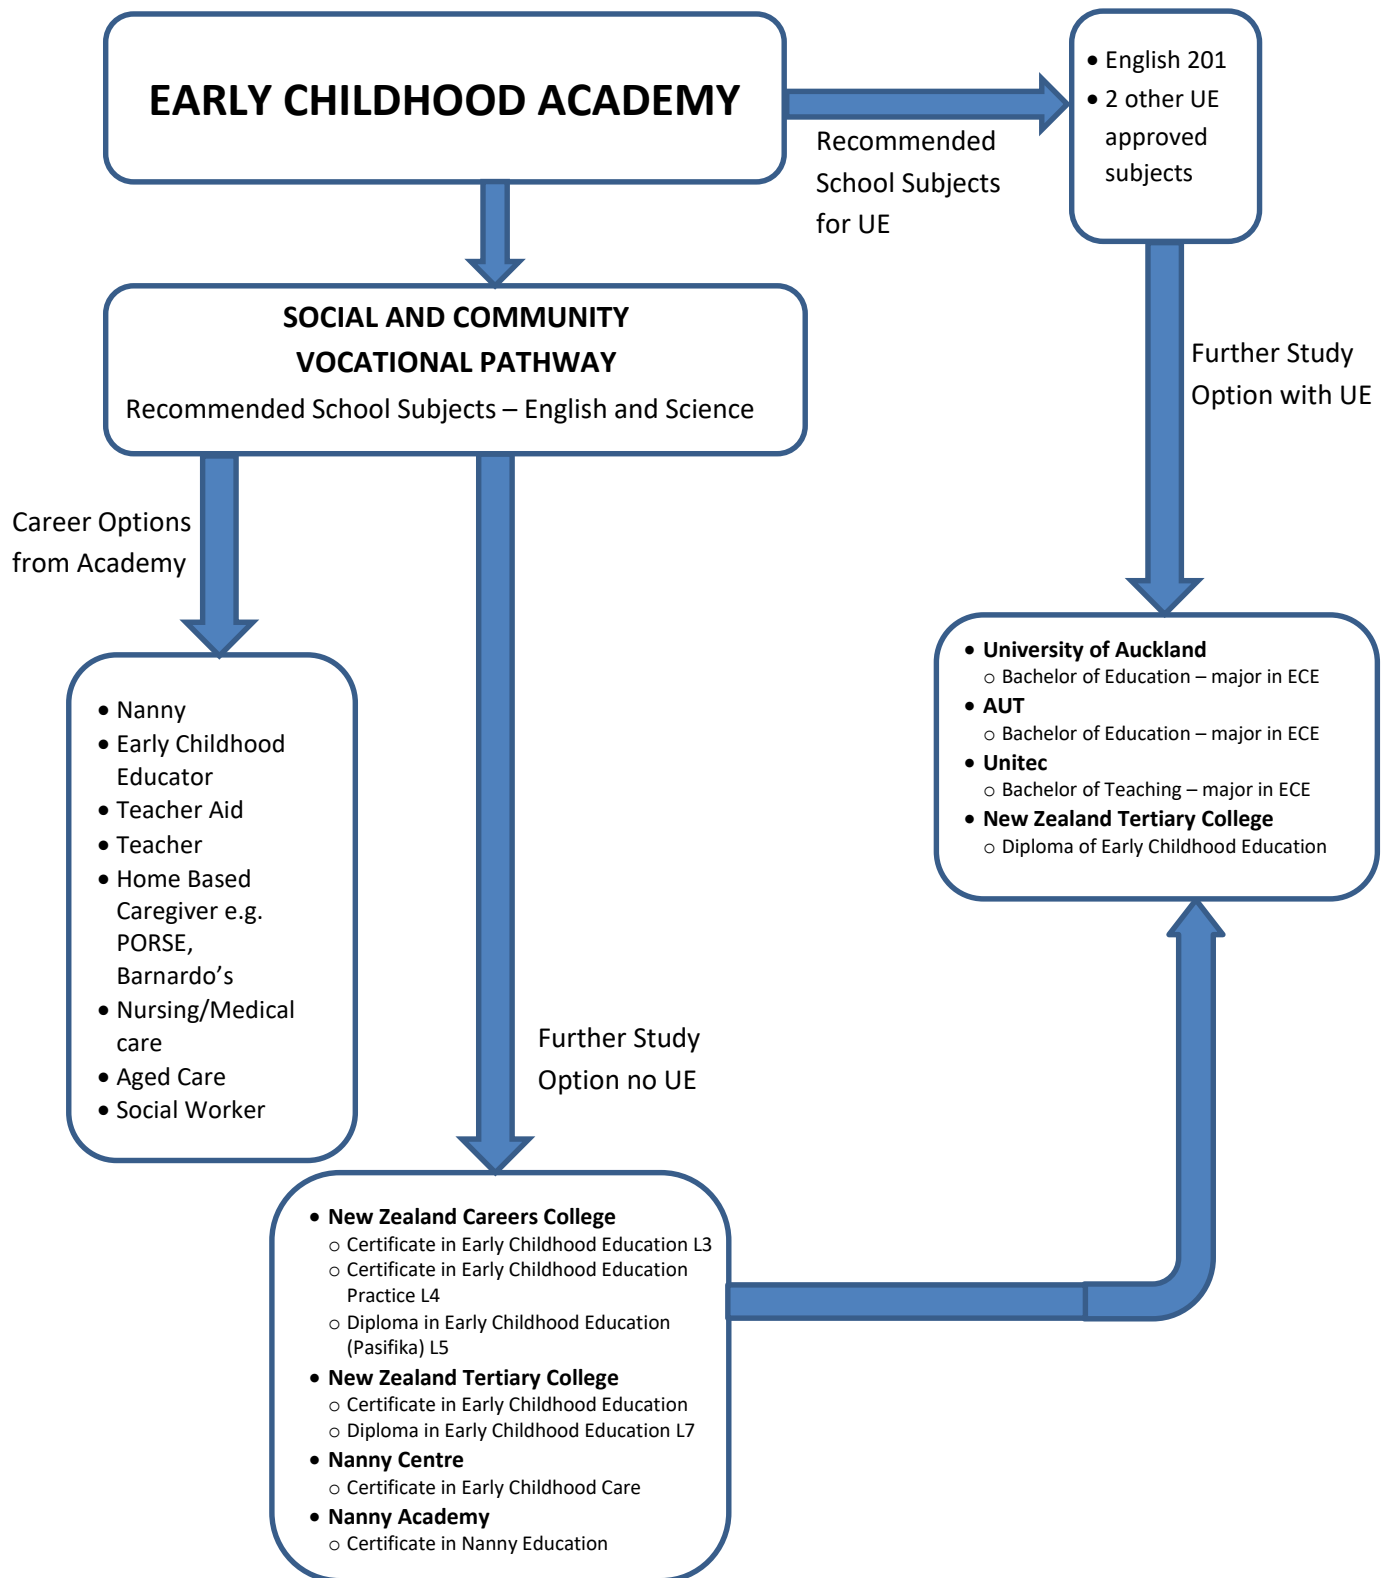 EARLY CHILDHOOD ACADEMY
Recommended
School Subjects
for UE
• English 201
• 2 other UE
approved
subjects
SOCIAL AND COMMUNITY
VOCATIONAL PATHWAY
Recommended School Subjects – English and Science
Further Study
Option with UE
Career Options
from Academy
• Nanny
• Early Childhood
Educator
• Teacher Aid
• Teacher
• Home Based
Caregiver e.g.
PORSE,
Barnardo’s
• Nursing/Medical
care
• Aged Care
• Social Worker
• University of Auckland
o Bachelor of Education – major in ECE
• AUT
o Bachelor of Education – major in ECE
• Unitec
o Bachelor of Teaching – major in ECE
• New Zealand Tertiary College
o Diploma of Early Childhood Education
Further Study
Option no UE
• New Zealand Careers College
o Certificate in Early Childhood Education L3
o Certificate in Early Childhood Education
Practice L4
o Diploma in Early Childhood Education
(Pasifika) L5
• New Zealand Tertiary College
o Certificate in Early Childhood Education
o Diploma in Early Childhood Education L7
• Nanny Centre
o Certificate in Early Childhood Care
• Nanny Academy
o Certificate in Nanny Education